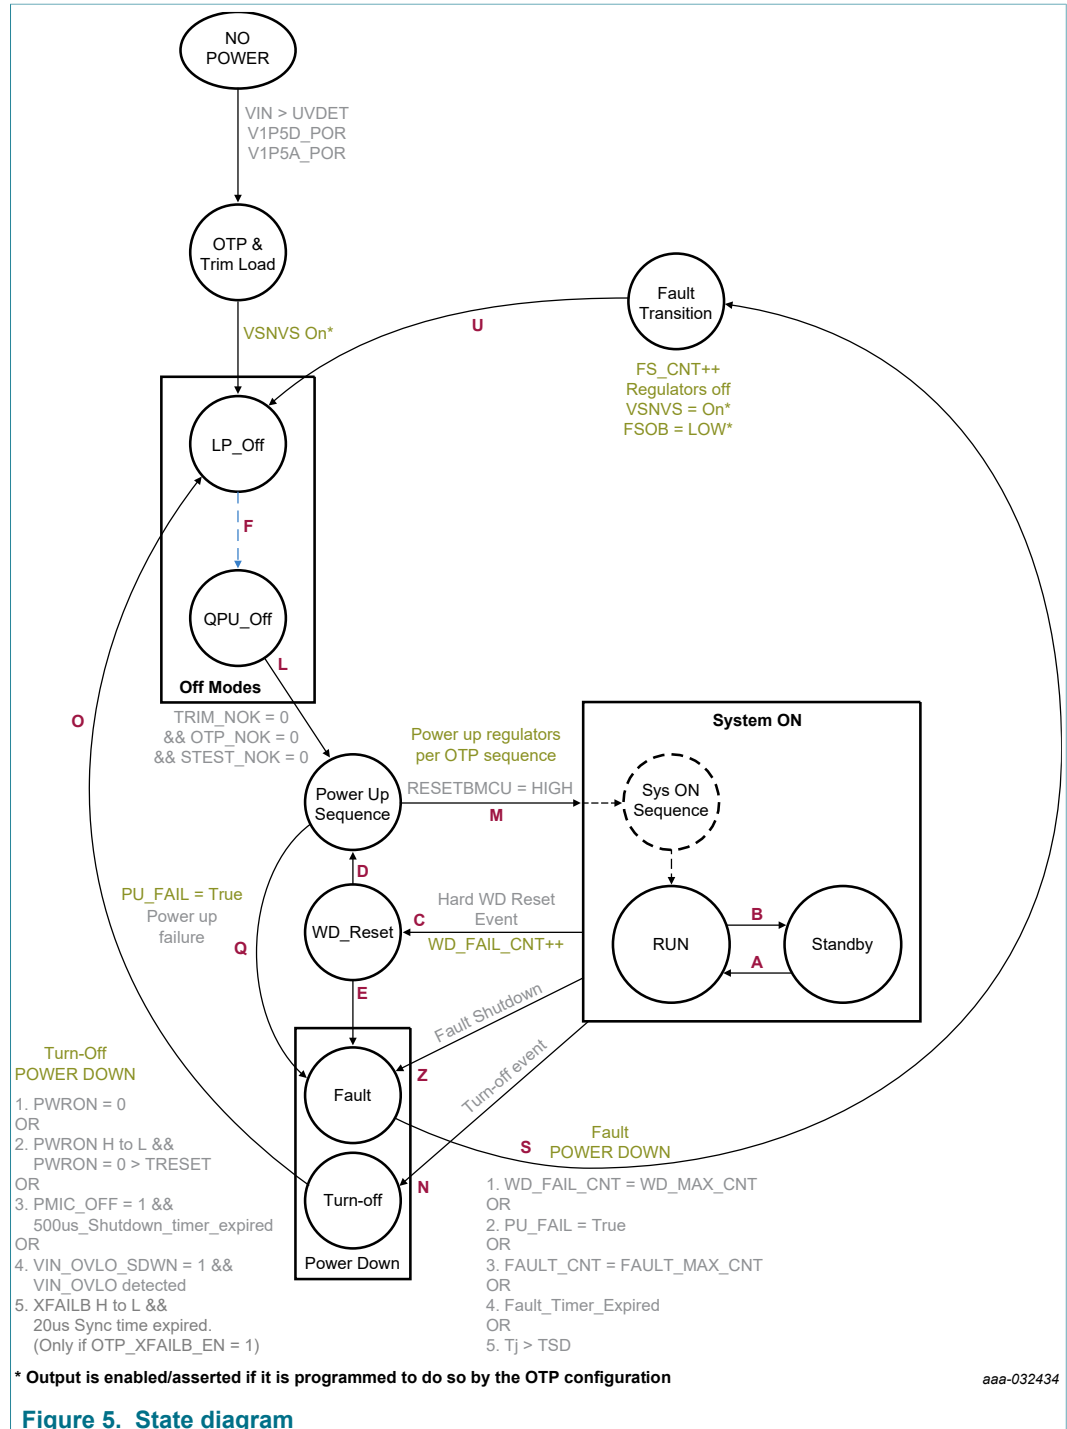 NO
POWER
VIN > UVDET
V1P5D_POR
V1P5A_POR
OTP &
Trim Load
VSNVS On*
Fault
Transition
U
FS_CNT++
Regulators off
VSNVS = On*
FSOB = LOW*
LP_Off
F
QPU_Off
L
Off Modes
O
TRIM_NOK = 0
&& OTP_NOK = 0
&& STEST_NOK = 0
Power up regulators
per OTP sequence
RESETBMCU = HIGH
M
System ON
Sys ON
Sequence
Power Up
Sequence
D
PU_FAIL = True
Power up
failure
Q
WD_Reset
C
Hard WD Reset
Event
WD_FAIL_CNT++
RUN
B
A
Standby
E
Fault Shutdown
Z
Turn-off event
N
Fault
Turn-off
Power Down
S
Fault
POWER DOWN
Turn-Off
POWER DOWN
1. PWRON = 0
OR
2. PWRON H to L &&
PWRON = 0 > TRESET
OR
3. PMIC_OFF = 1 &&
500us_Shutdown_timer_expired
OR
4. VIN_OVLO_SDWN = 1 &&
VIN_OVLO detected
5. XFAILB H to L &&
20us Sync time expired.
(Only if OTP_XFAILB_EN = 1)
1. WD_FAIL_CNT = WD_MAX_CNT
OR
2. PU_FAIL = True
OR
3. FAULT_CNT = FAULT_MAX_CNT
OR
4. Fault_Timer_Expired
OR
5. Tj > TSD
* Output is enabled/asserted if it is programmed to do so by the OTP configuration
aaa-032434
Figure 5. State diagram